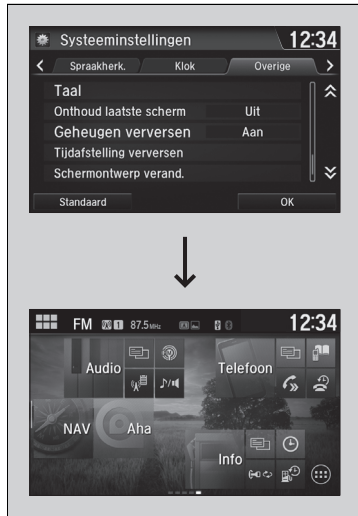 Systeeminstellingen 12:34
Spraakherk. Klok Overige
Taal
Onthoud laatste scherm Uit
Geheugen verversen Aan
Tijdafstelling verversen
Schermontwerp verand.
Standaard OK
FM 1 87.5MHz 12:34
Audio Telefoon
NAV Aha
Info